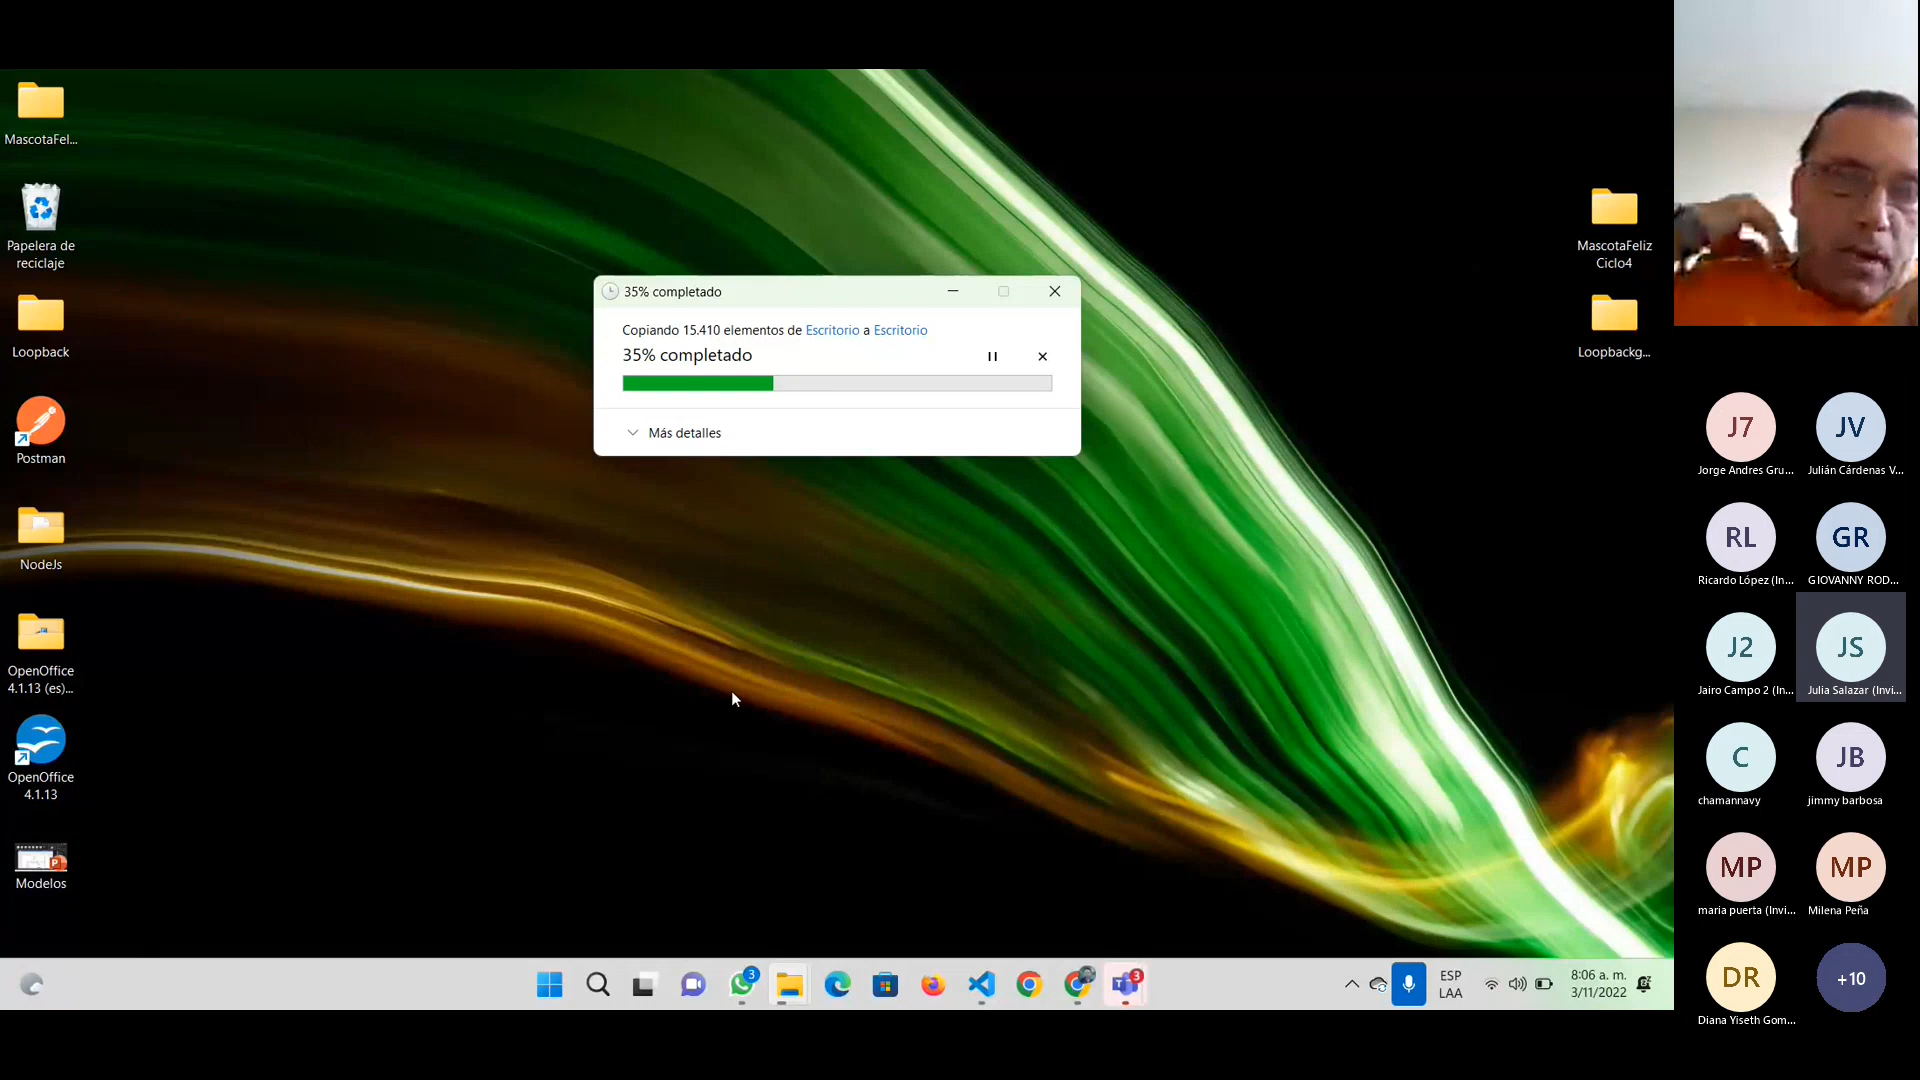 MascotaFel...
Papelera de
reciclaje
Loopback
Postman
NodeJs
OpenOffice
4.1.13 (es)...
OpenOffice
4.1.13
Modelos
35% completado
Copiando 15.410 elementos de Escritorio a Escritorio
35% completado
Más detalles
MascotaFeliz
Ciclo4
Loopbackg...
3
3
ESP
LAA
8:06 a. m.
3/11/2022
J7
Jorge Andres Gru...
JV
Julián Cárdenas V...
RL
Ricardo López (In...
GR
GIOVANNY ROD...
J2
Jairo Campo 2 (In...
JS
Julia Salazar (Invi...
C
chamannavy
JB
jimmy barbosa
MP
maria puerta (Invi...
MP
Milena Peña
DR
Diana Yiseth Gom...
+10